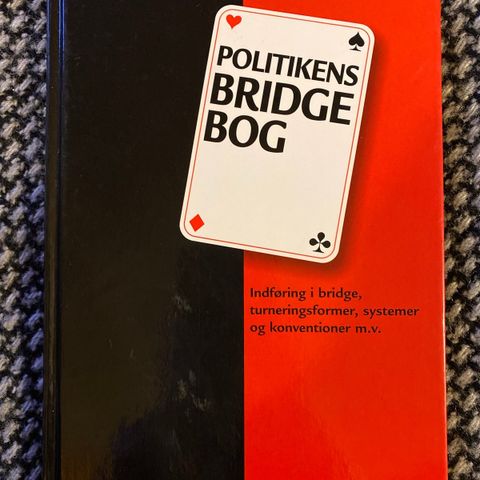 POLITIKENS
BRIDGE
BOG
Indføring i bridge,
turneringsformer, systemer
og konventioner m.v.